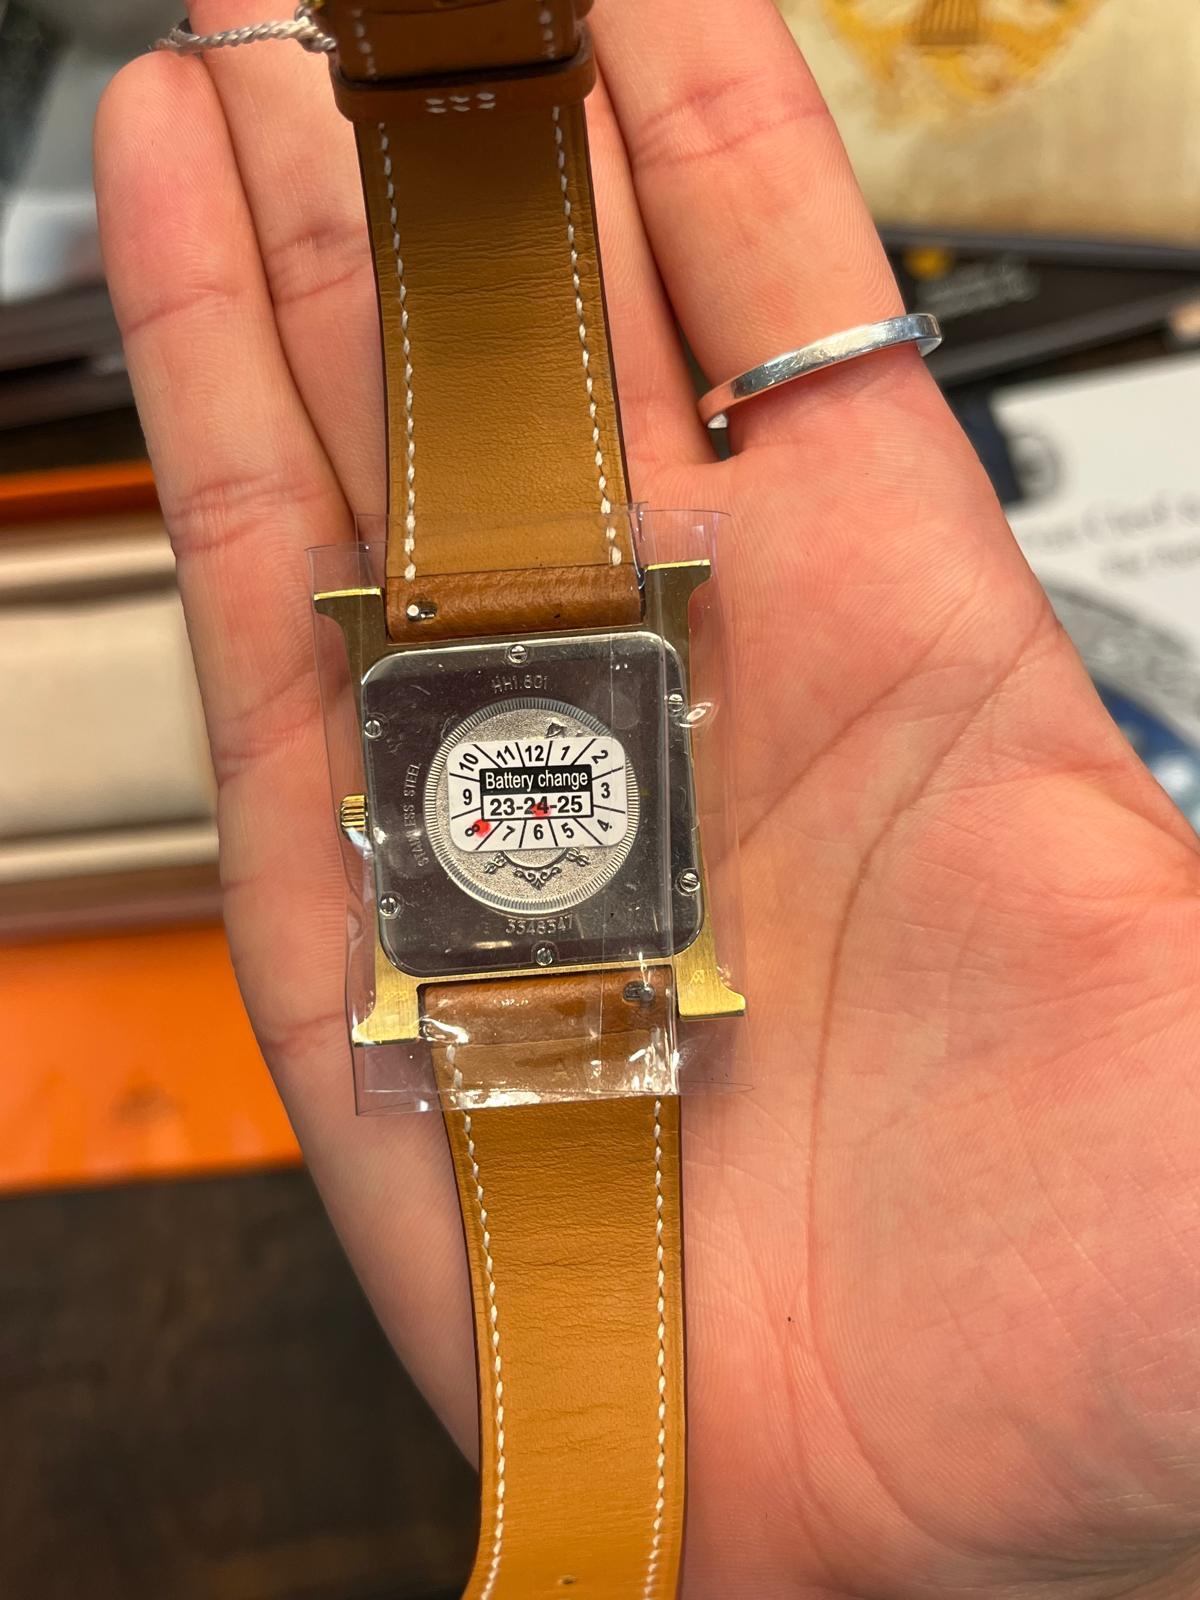 HH1.801
STAINLESS STEEL
10 11 12 1 2
Battery change
9 3
23-24-25
8 7 6 5 4
3348347
A